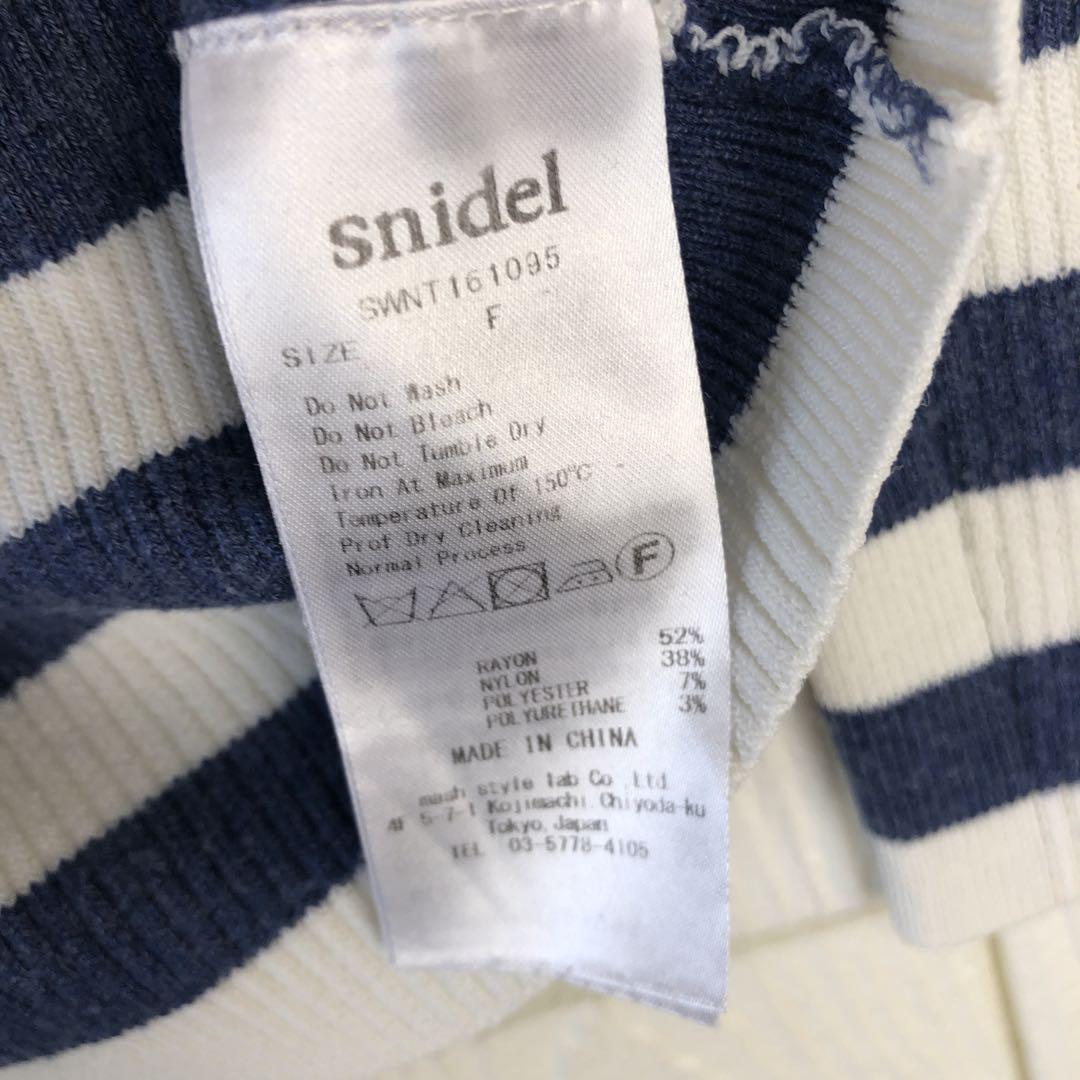 snidel
SWNT161095
SIZE F
Do Not Wash
Do Not Bleach
Do Not Tumble Dry
Iron At Maximum
Temperature Of 150℃
Prof Dry Cleaning
Normal Process
F
RAYON 52%
NYLON 38%
POLYESTER 7%
POLYURETHANE 3%
MADE IN CHINA
mash style lab Co.,Ltd.
4F 5-7-1 Kojimachi, Chiyoda-ku
Tokyo, Japan
TEL 03-5778-4105